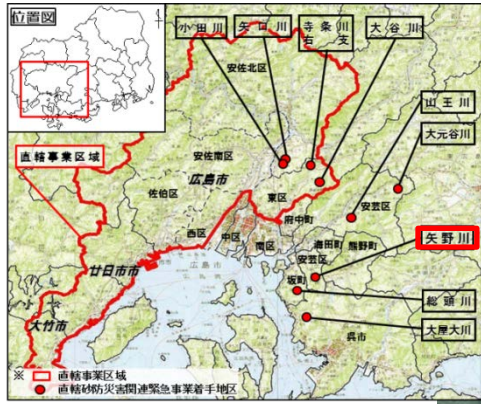 位置図
小田川
矢口川
寺条川
右支
大谷川
安佐北区
山王川
大元谷川
直轄事業区域
安佐南区
広島市
佐伯区
東区
安芸区
府中町
西区
中区
南区
海田町
熊野町
矢野川
安芸区
廿日市市
坂町
総頭川
大竹市
呉市
大屋大川
※
直轄事業区域
直轄砂防災害関連緊急事業着手地区